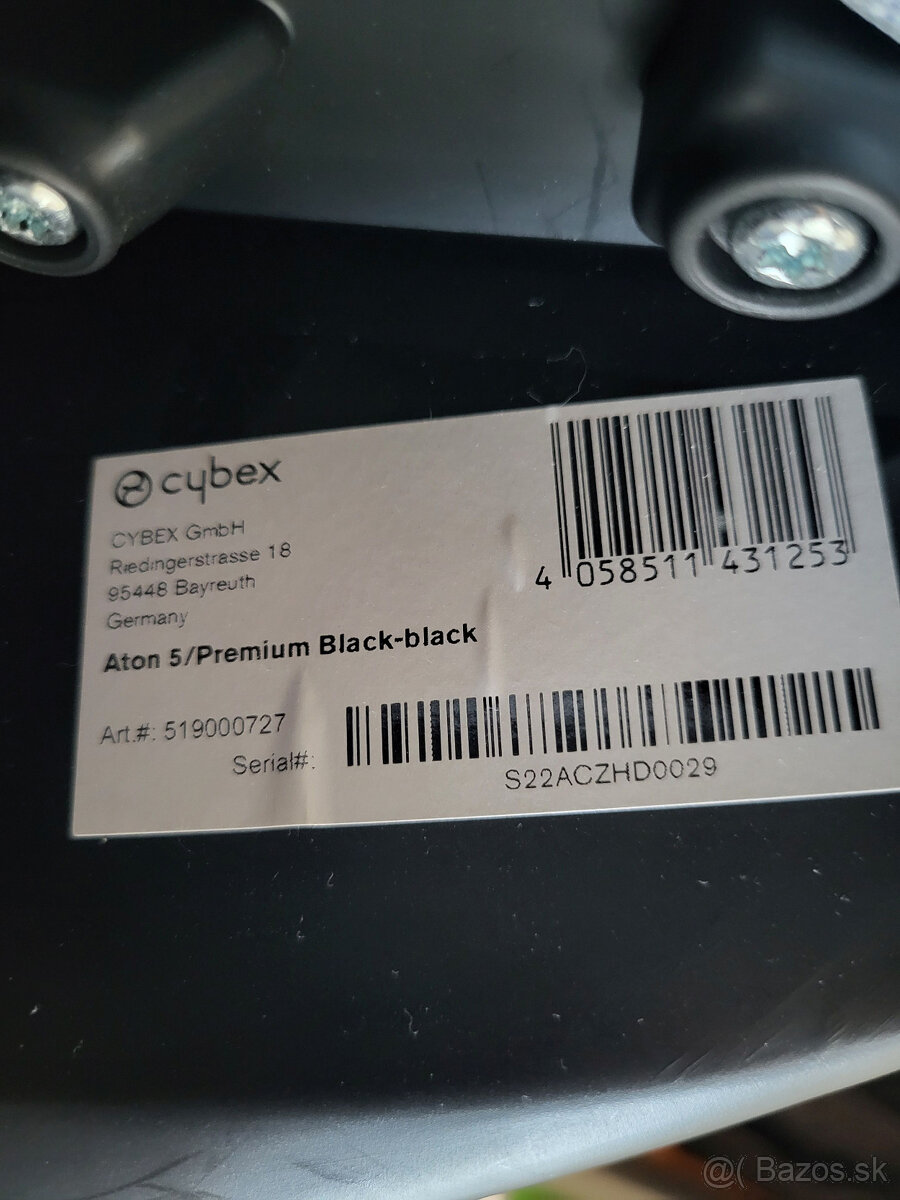 cybex
CYBEX GmbH
Riedingerstrasse 18
95448 Bayreuth
Germany
4 058511 431253
Aton 5/Premium Black-black
Art.#: 519000727
Serial#:
S22ACZHD0029
@( Bazos.sk